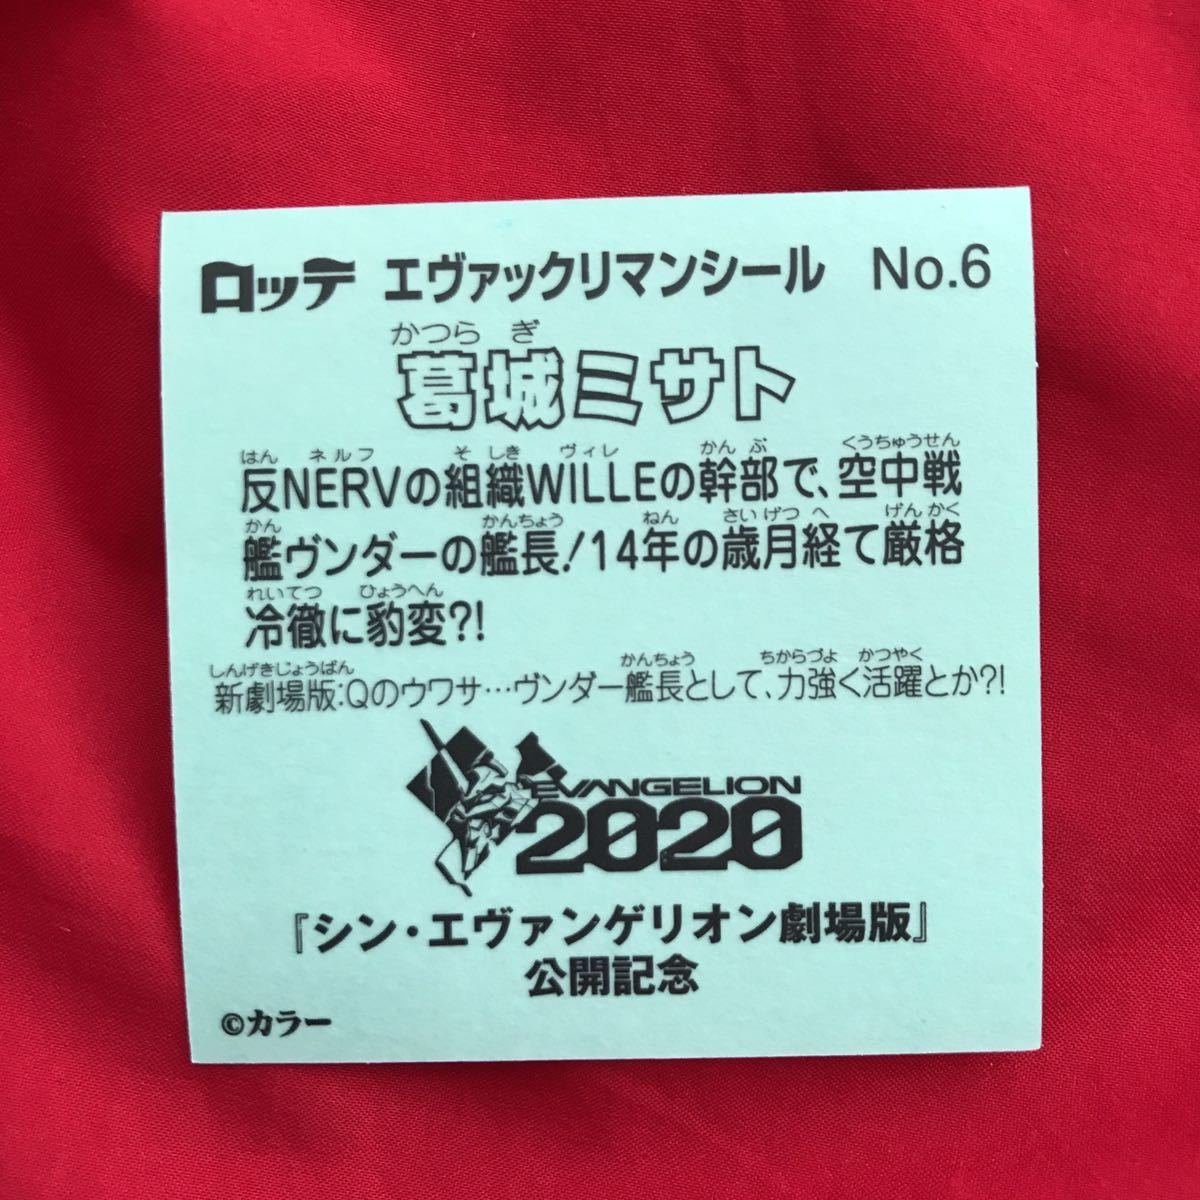 ロッテ エヴァックリマンシール No.6
かつらぎ
葛城ミサト
はん ネルフ そしき ヴィレ かんぶ くうちゅうせん
反NERVの組織WILLEの幹部で、空中戦
かん かんちょう ねん さいげつへ げんかく
艦ヴンダーの艦長!14年の歳月経て厳格
れいてつ ひょうへん
冷徹に豹変?!
しんげきじょうばん かんちょう ちからづよ かつやく
新劇場版:Qのウワサ…ヴンダー艦長として、力強く活躍とか?!
EVANGELION
2020
『シン・エヴァンゲリオン劇場版』
公開記念
©カラー